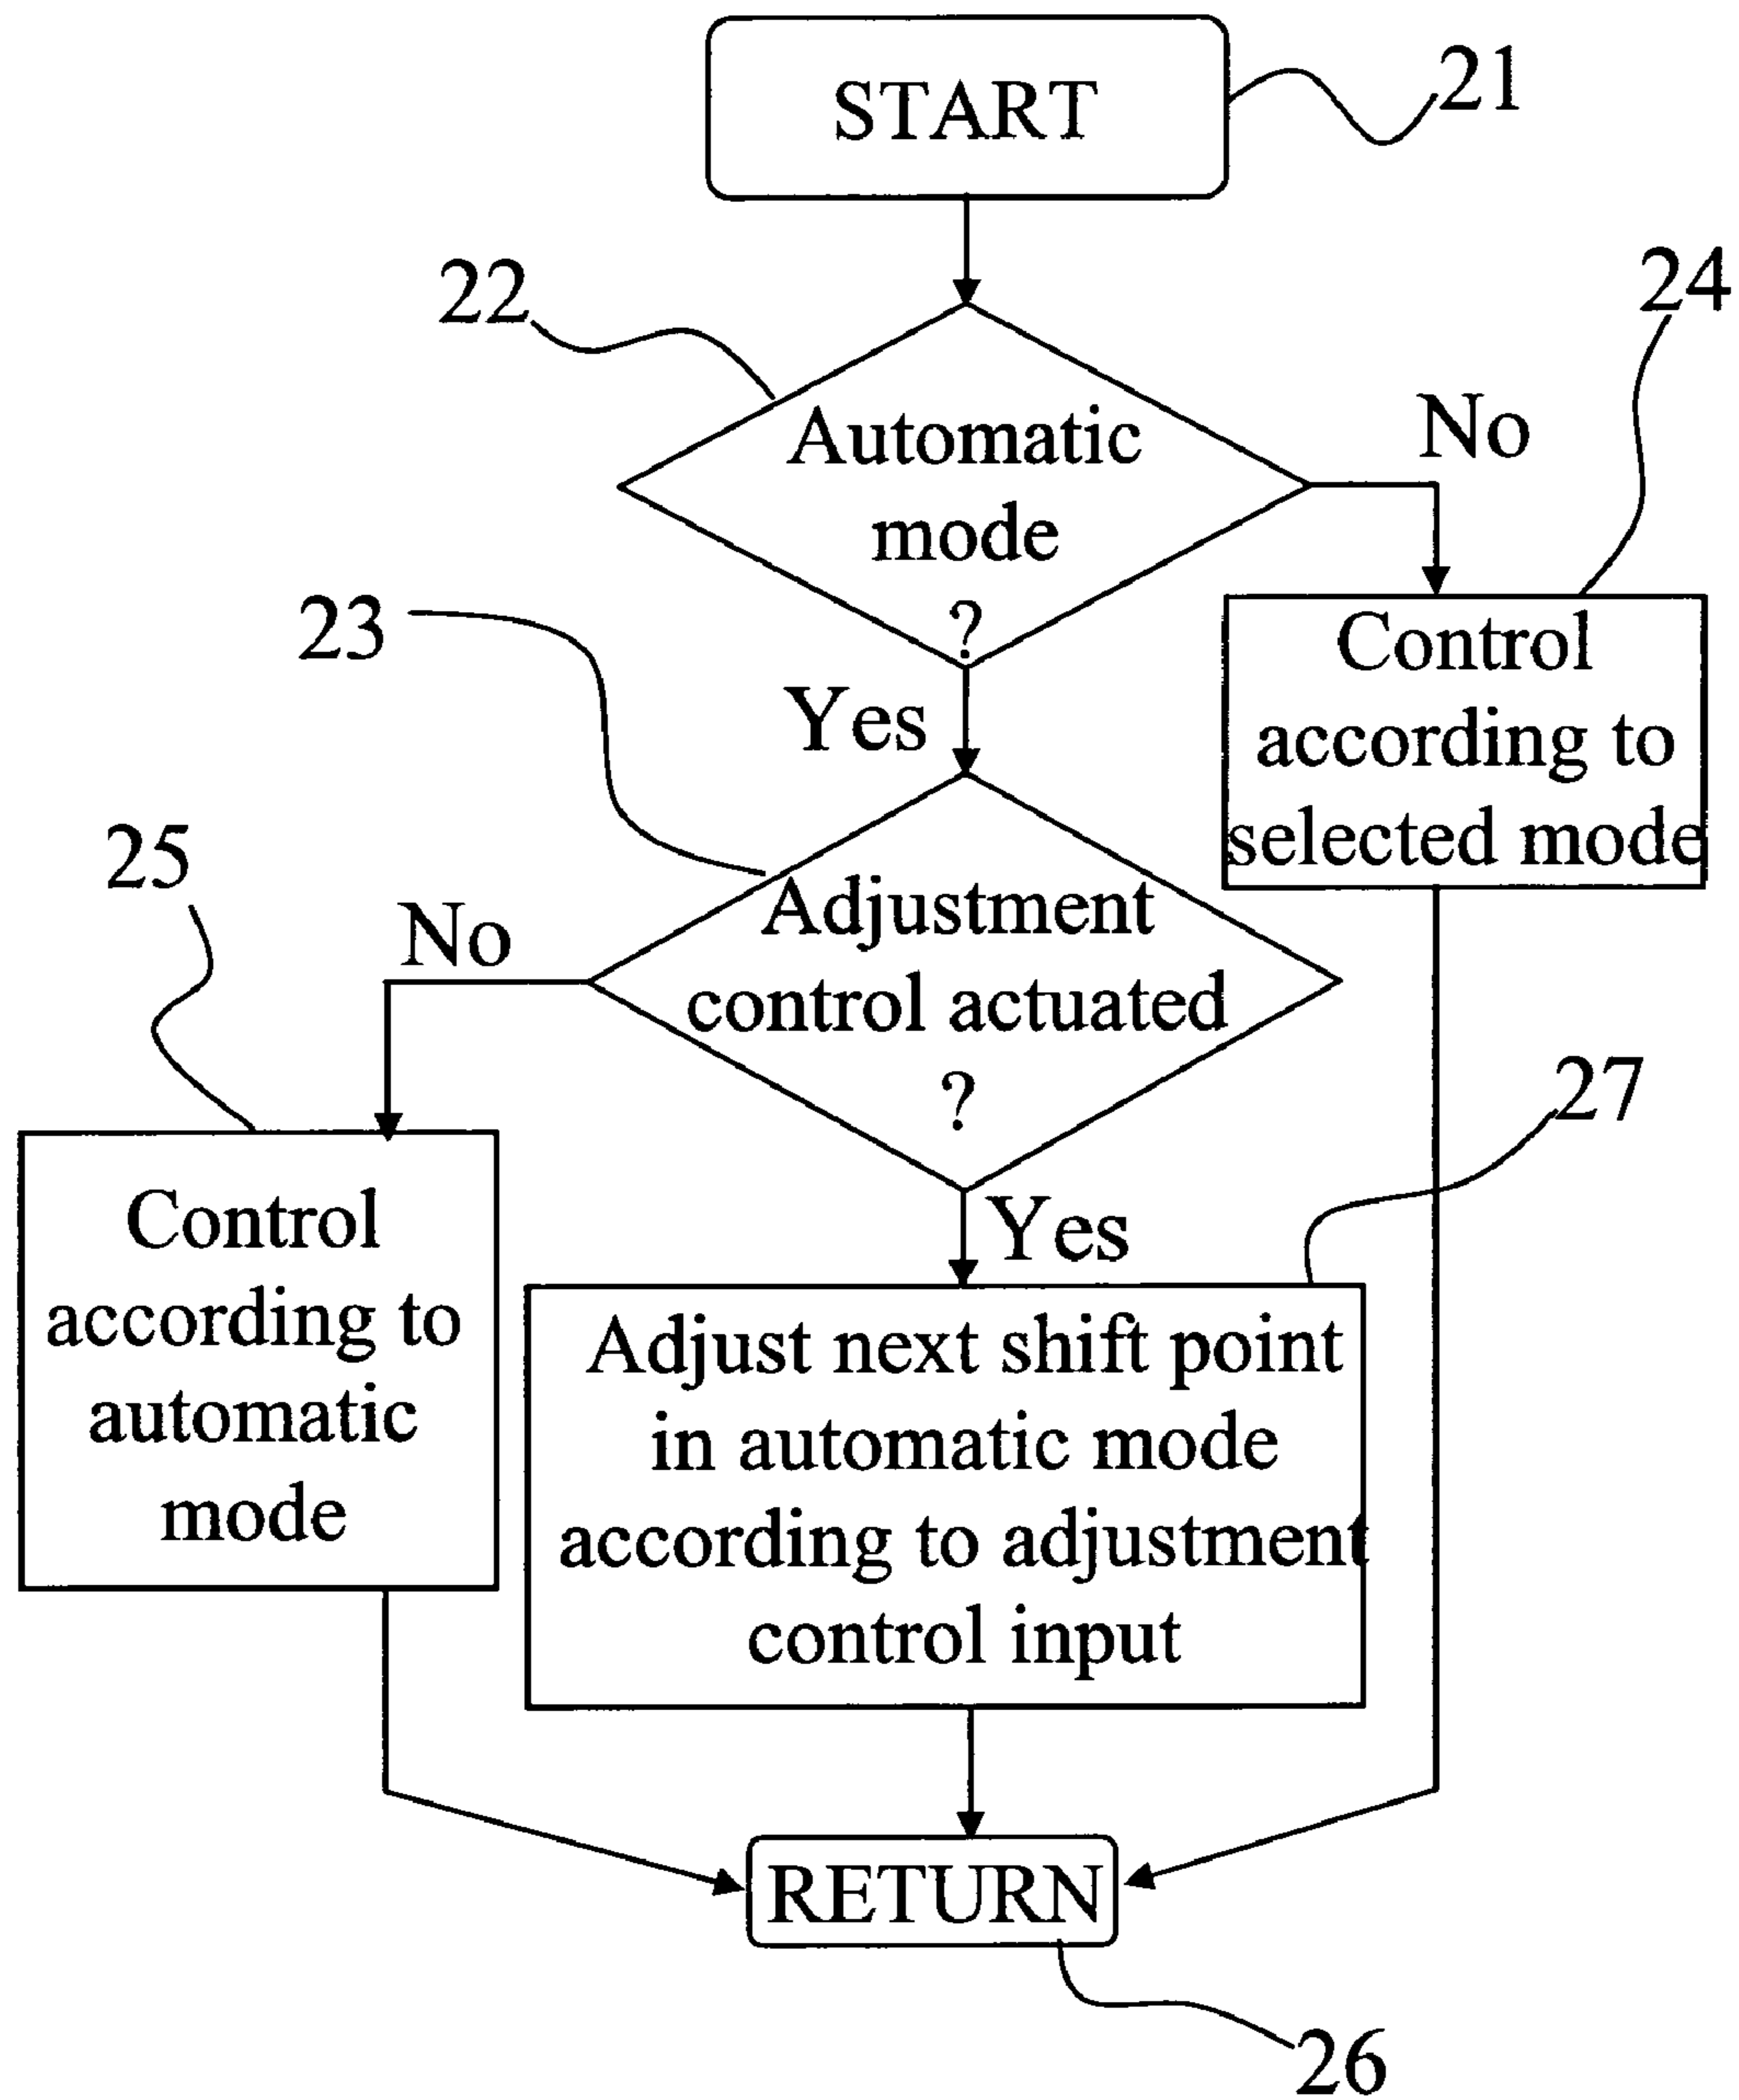 START
21
22
24
Automatic
mode
?
No
23
Yes
Control
according to
selected mode
25
No
Adjustment
control actuated
?
27
Yes
Control
according to
automatic
mode
Adjust next shift point
in automatic mode
according to adjustment
control input
RETURN
26